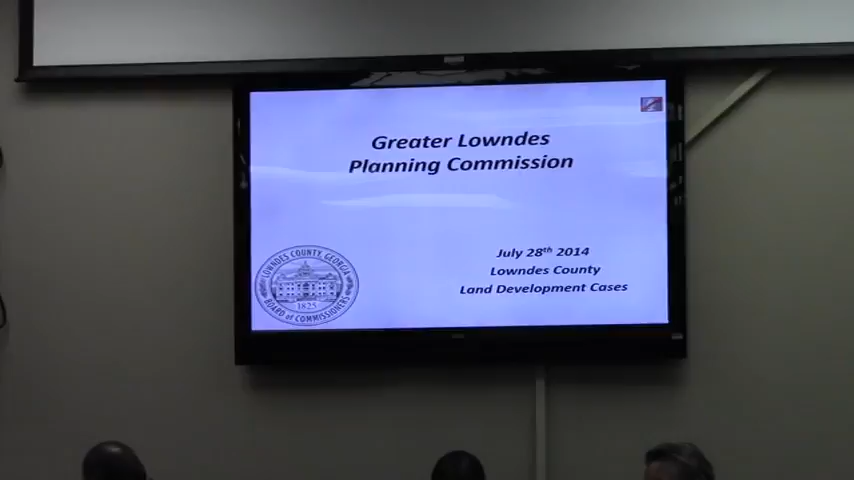 Greater Lowndes
Planning Commission
July 28th 2014
Lowndes County
Land Development Cases
LOWNDES COUNTY, GEORGIA
1825
BOARD of COMMISSIONERS